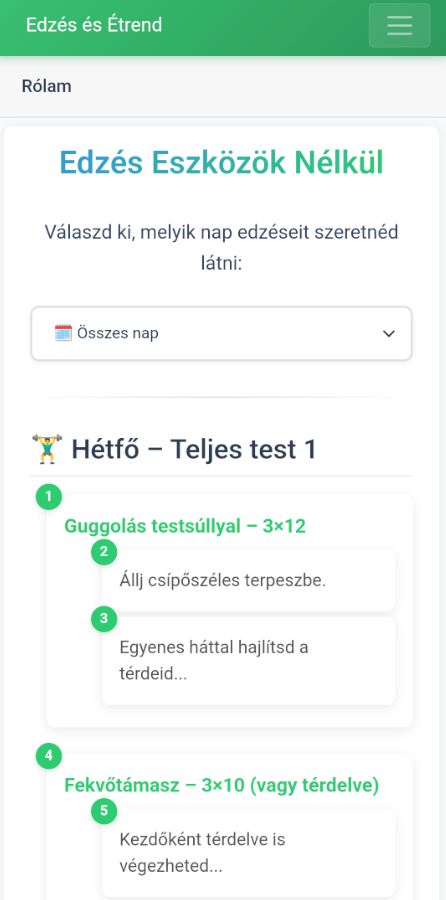 Edzés és Étrend
Rólam
Edzés Eszközök Nélkül
Válaszd ki, melyik nap edzéseit szeretnéd
látni:
🗓️ Összes nap
🏋️ Hétfő – Teljes test 1
1
Guggolás testsúllyal – 3×12
2
Állj csípőszéles terpeszbe.
3
Egyenes háttal hajlítsd a
térdeid...
4
Fekvőtámasz – 3×10 (vagy térdelve)
5
Kezdőként térdelve is
végezheted...